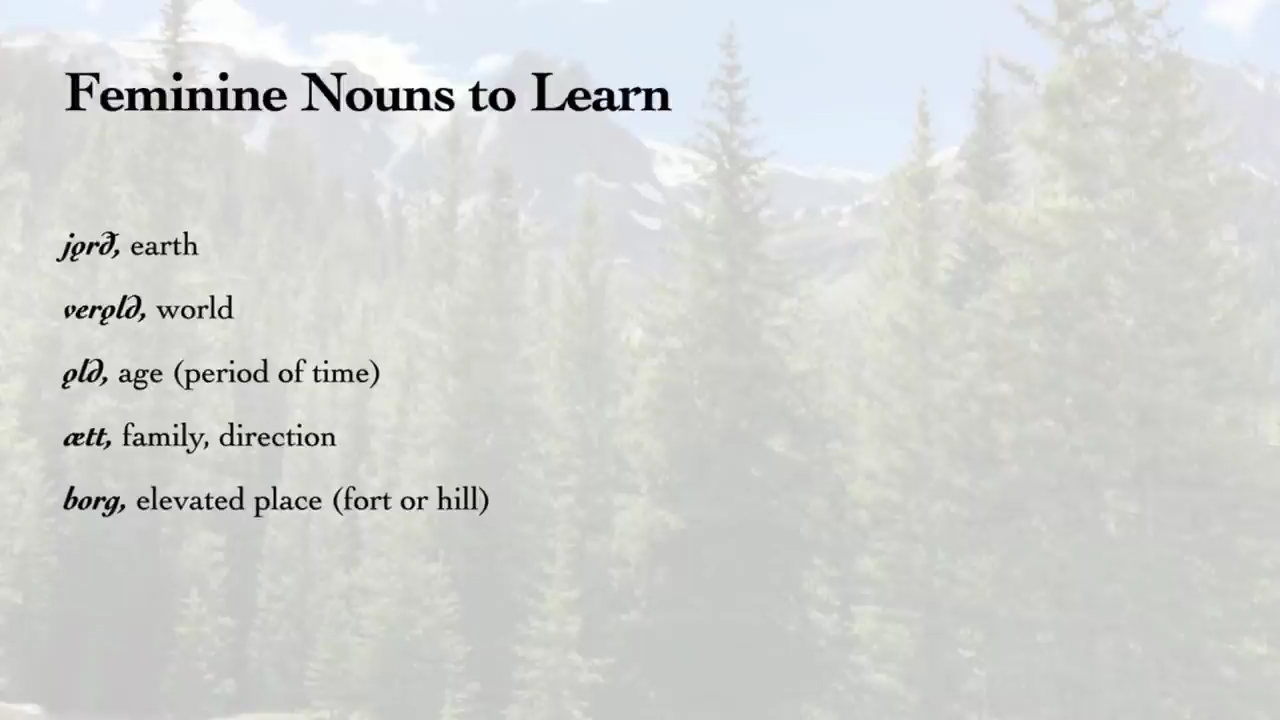 Feminine Nouns to Learn
jǫrð, earth
verǫld, world
ǫld, age (period of time)
ætt, family, direction
borg, elevated place (fort or hill)